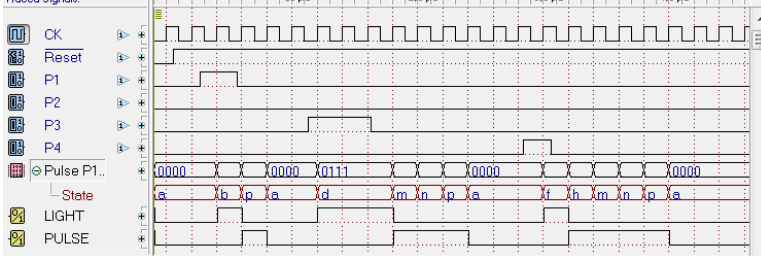 CK
Reset
P1
P2
P3
P4
Pulse P1.. 0000 0000 0111 0000 0000
State a b p a d m n p a f h m n p a
LIGHT
PULSE